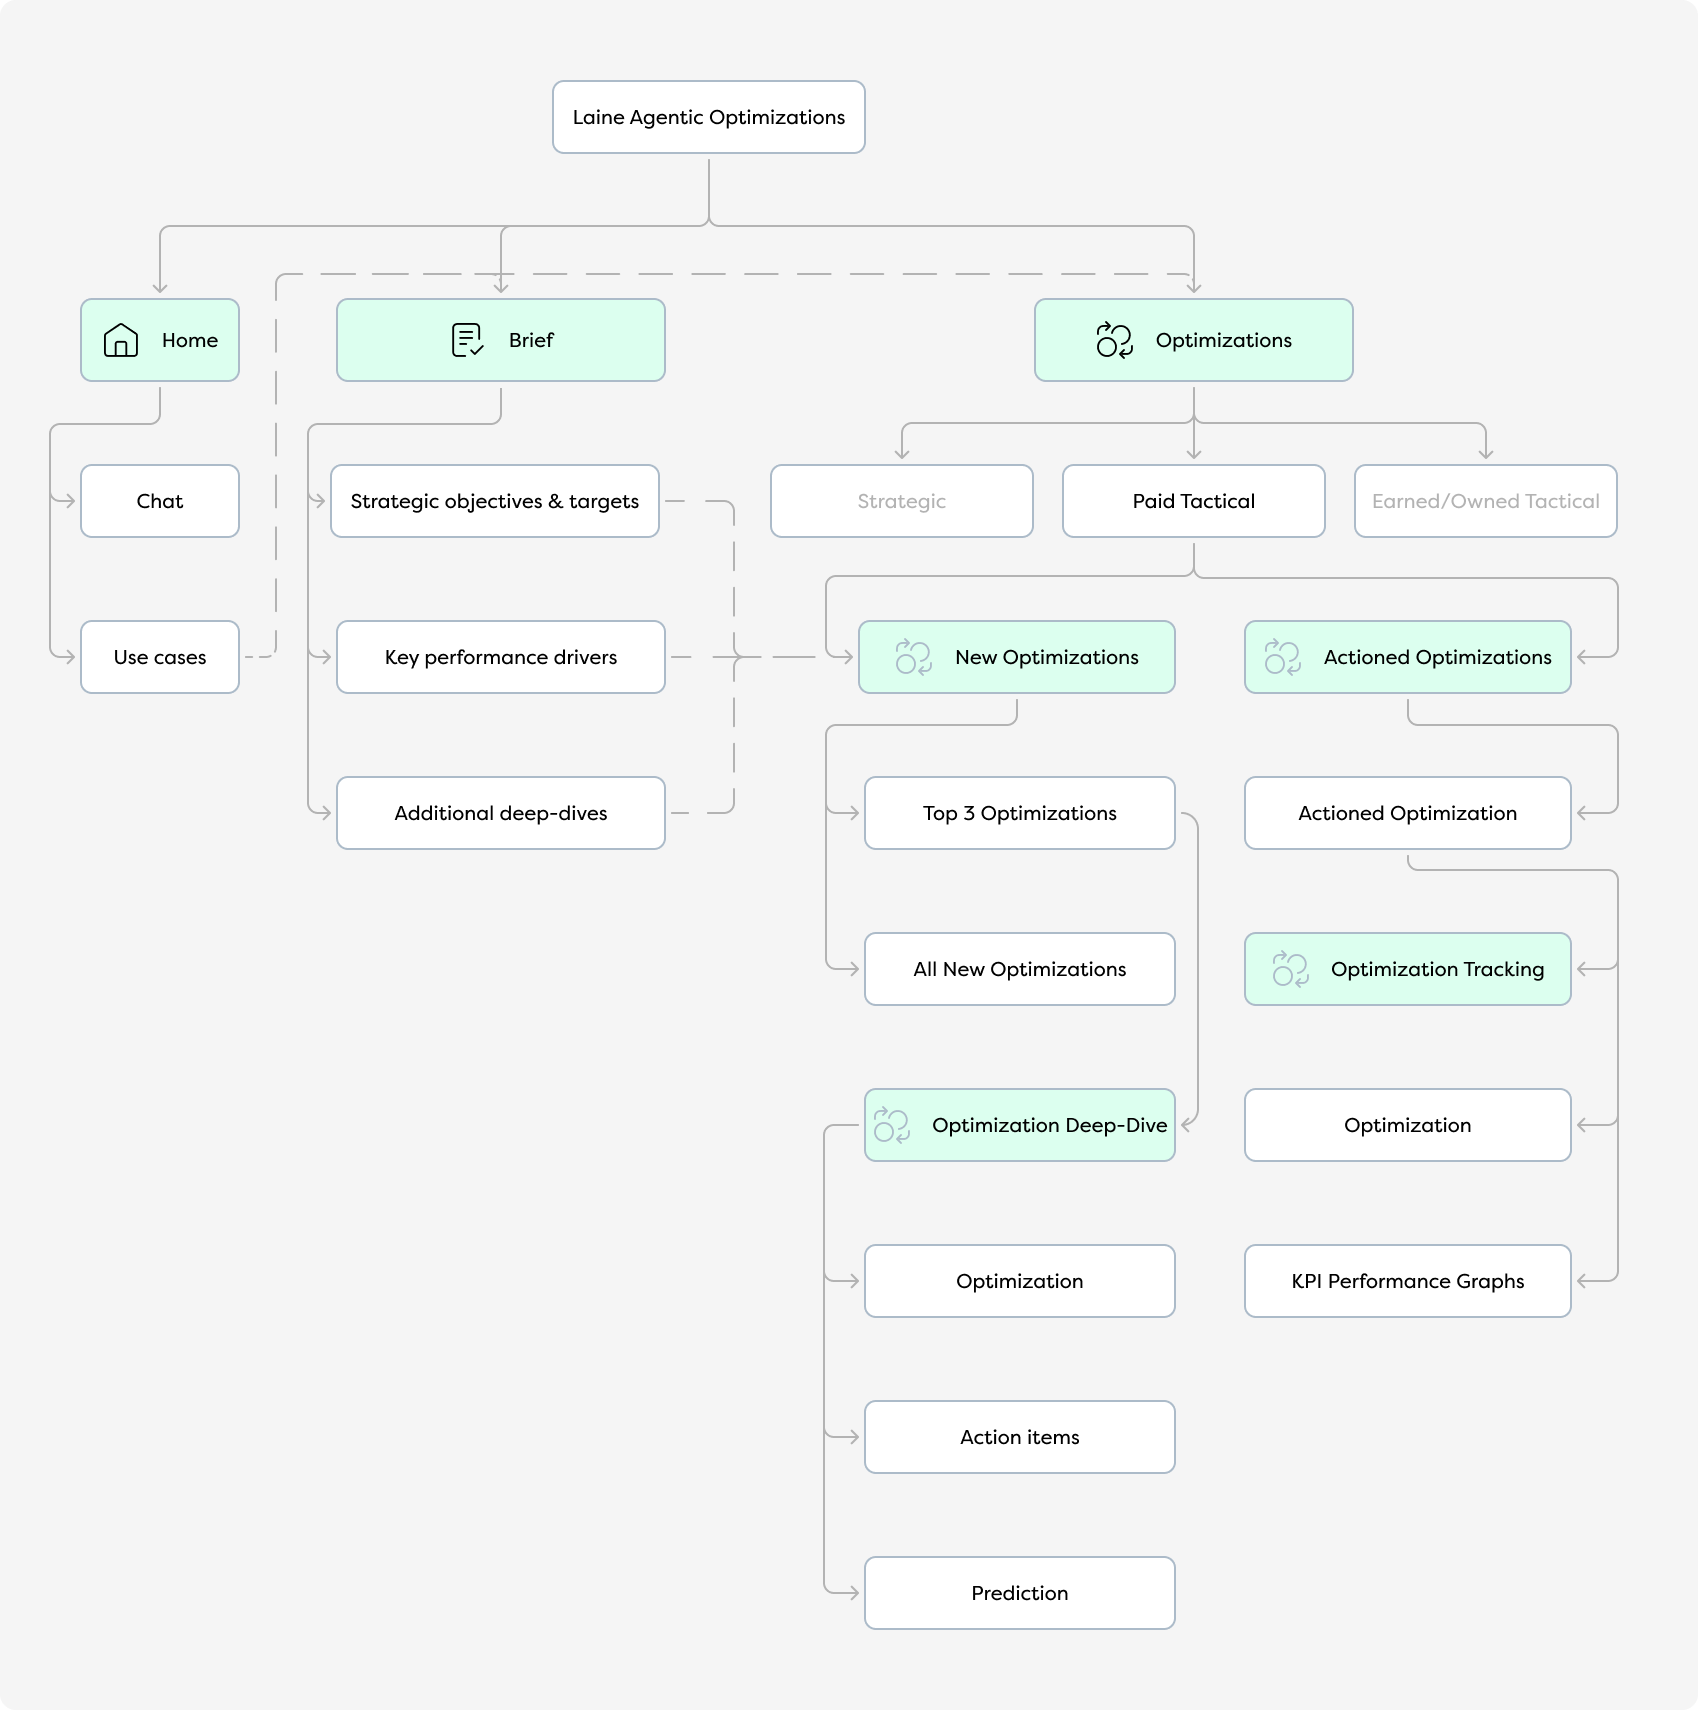 Laine Agentic Optimizations
Home
Brief
Optimizations
Chat
Strategic objectives & targets
Strategic
Paid Tactical
Earned/Owned Tactical
Use cases
Key performance drivers
New Optimizations
Actioned Optimizations
Additional deep-dives
Top 3 Optimizations
Actioned Optimization
All New Optimizations
Optimization Tracking
Optimization Deep-Dive
Optimization
Optimization
KPI Performance Graphs
Action items
Prediction